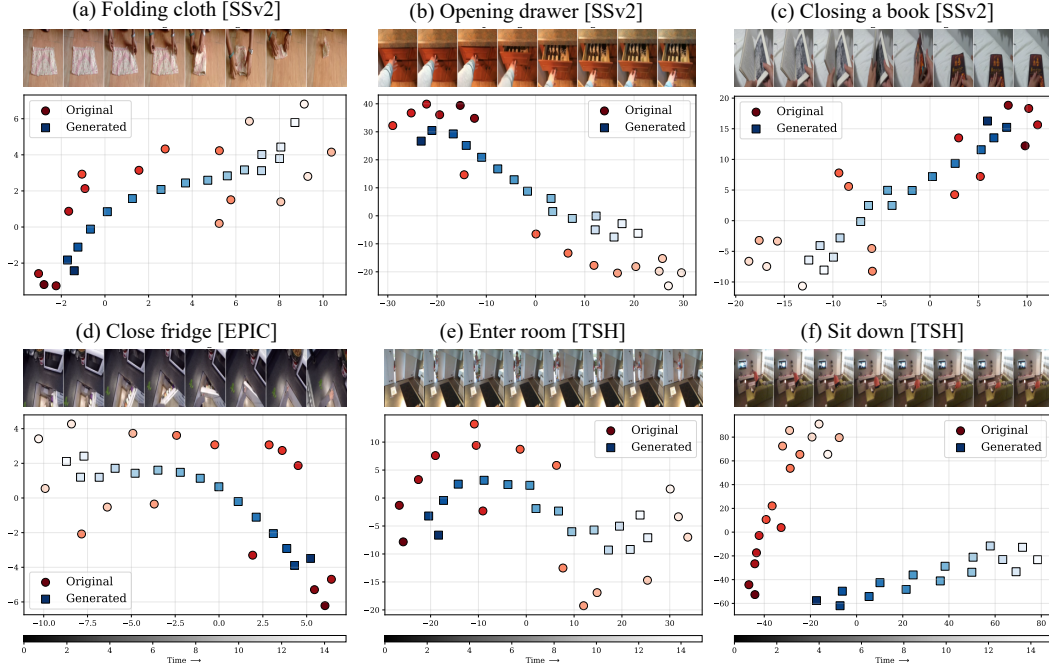 (a) Folding cloth [SSv2]
(b) Opening drawer [SSv2]
(c) Closing a book [SSv2]
Original
Generated
6
4
2
0
−2
−2 0 2 4 6 8 10
Original
Generated
40
30
20
10
0
−10
−20
−30 −20 −10 0 10 20 30
Original
Generated
20
15
10
5
0
−5
−10
−20 −15 −10 −5 0 5 10
(d) Close fridge [EPIC]
(e) Enter room [TSH]
(f) Sit down [TSH]
4
2
0
−2
−4
−6
Original
Generated
−10.0 −7.5 −5.0 −2.5 0.0 2.5 5.0
0 2 4 6 8 10 12 14
Time →
Original
Generated
10
5
0
−5
−10
−15
−20
−20 −10 0 10 20 30
0 2 4 6 8 10 12 14
Time →
Original
Generated
80
60
40
20
0
−20
−40
−60
−40 −20 0 20 40 60 80
0 2 4 6 8 10 12 14
Time →